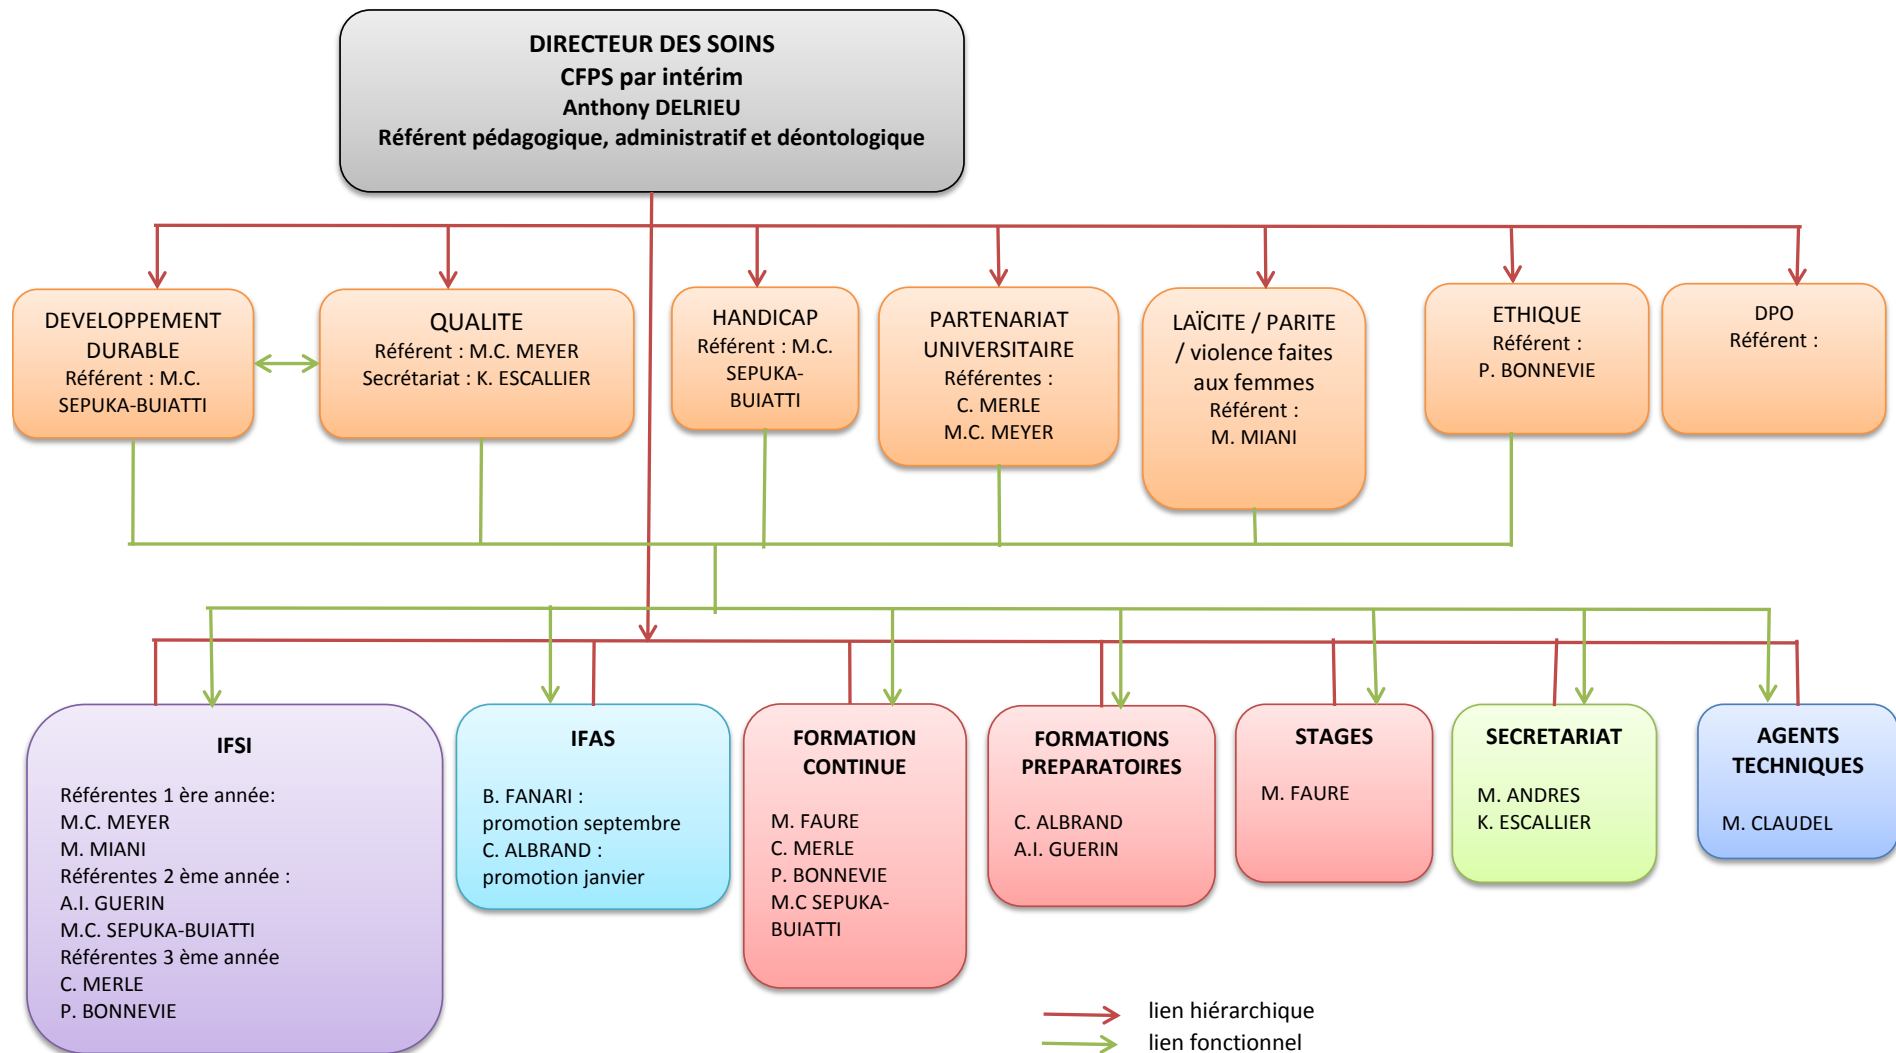 DIRECTEUR DES SOINS
CFPS par intérim
Anthony DELRIEU
Référent pédagogique, administratif et déontologique
DEVELOPPEMENT
DURABLE
Référent : M.C.
SEPUKA-BUIATTI
QUALITE
Référent : M.C. MEYER
Secrétariat : K. ESCALLIER
HANDICAP
Référent : M.C.
SEPUKA-
BUIATTI
PARTENARIAT
UNIVERSITAIRE
Référentes :
C. MERLE
M.C. MEYER
LAÏCITE / PARITE
/ violence faites
aux femmes
Référent :
M. MIANI
ETHIQUE
Référent :
P. BONNEVIE
DPO
Référent :
IFSI
Référentes 1 ère année:
M.C. MEYER
M. MIANI
Référentes 2 ème année :
A.I. GUERIN
M.C. SEPUKA-BUIATTI
Référentes 3 ème année
C. MERLE
P. BONNEVIE
IFAS
B. FANARI :
promotion septembre
C. ALBRAND :
promotion janvier
FORMATION
CONTINUE
M. FAURE
C. MERLE
P. BONNEVIE
M.C SEPUKA-
BUIATTI
FORMATIONS
PREPARATOIRES
C. ALBRAND
A.I. GUERIN
STAGES
M. FAURE
SECRETARIAT
M. ANDRES
K. ESCALLIER
AGENTS
TECHNIQUES
M. CLAUDEL
lien hiérarchique
lien fonctionnel